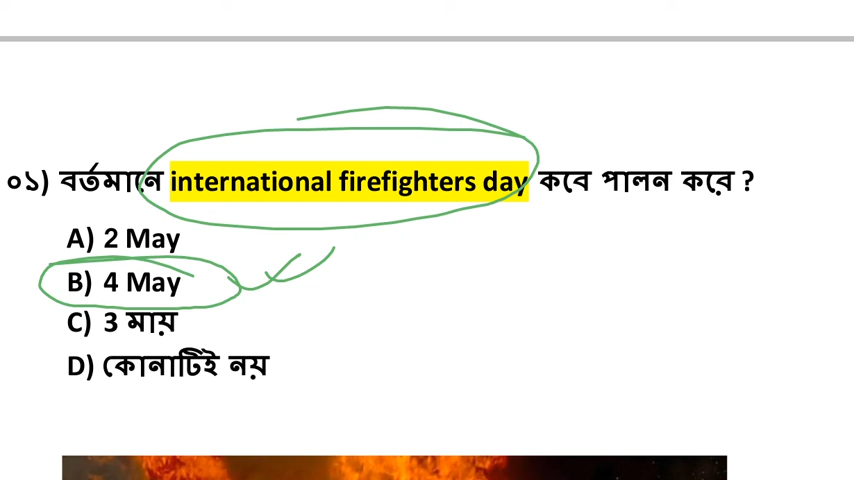 ০১) বর্তমানে international firefighters day কবে পালন করে ?
A) 2 May
B) 4 May
C) 3 মায়
D) কোনাটিই নয়